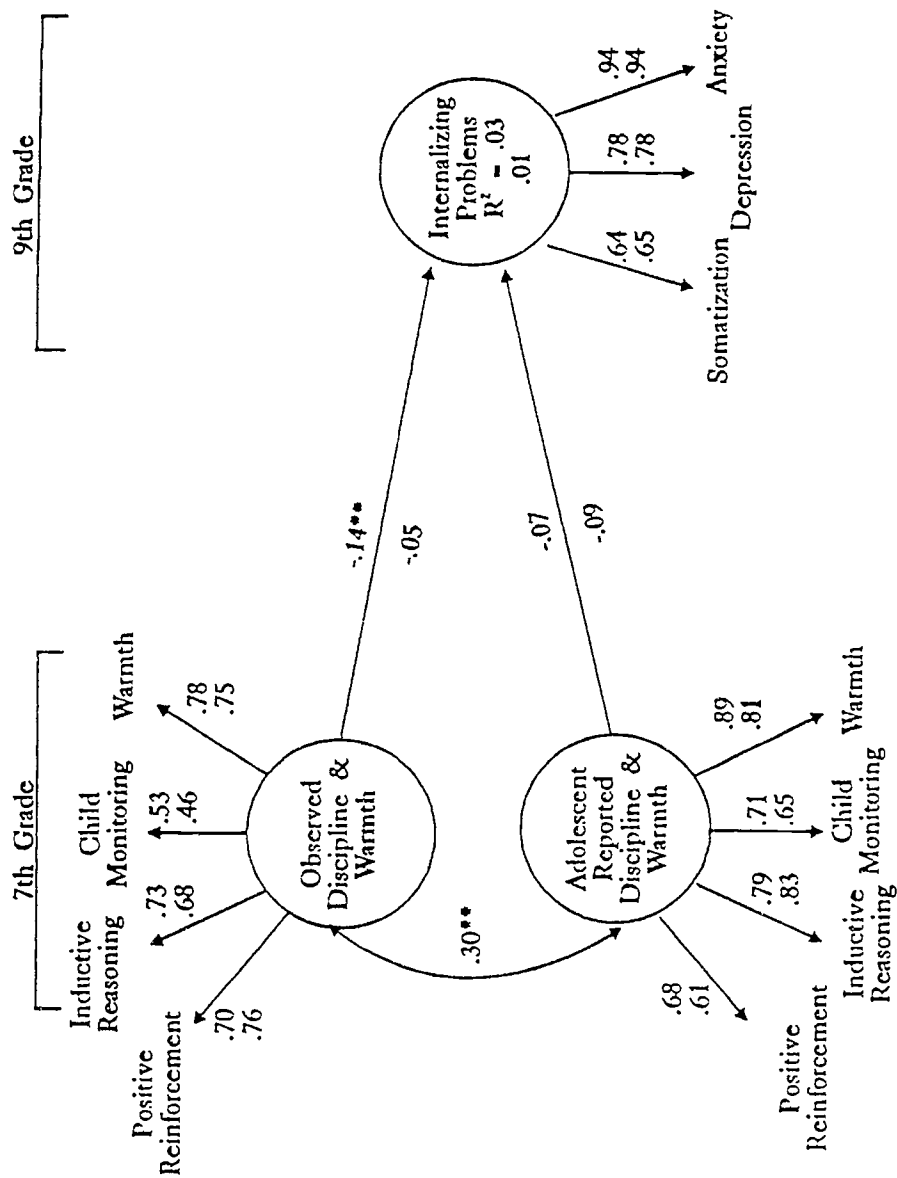 7th Grade
9th Grade
Positive
Reinforcement
Inductive
Reasoning
Child
Monitoring
Warmth
.70
.76
.73
.68
.53
.46
.78
.75
Observed
Discipline &
Warmth
.30**
-.14**
-.05
-.07
-.09
Internalizing
Problems
R² = .03
.01
.64
.65
.78
.78
.94
.94
Somatization
Depression
Anxiety
Adolescent
Reported
Discipline &
Warmth
.68
.61
.79
.83
.71
.65
.89
.81
Positive
Reinforcement
Inductive
Reasoning
Child
Monitoring
Warmth